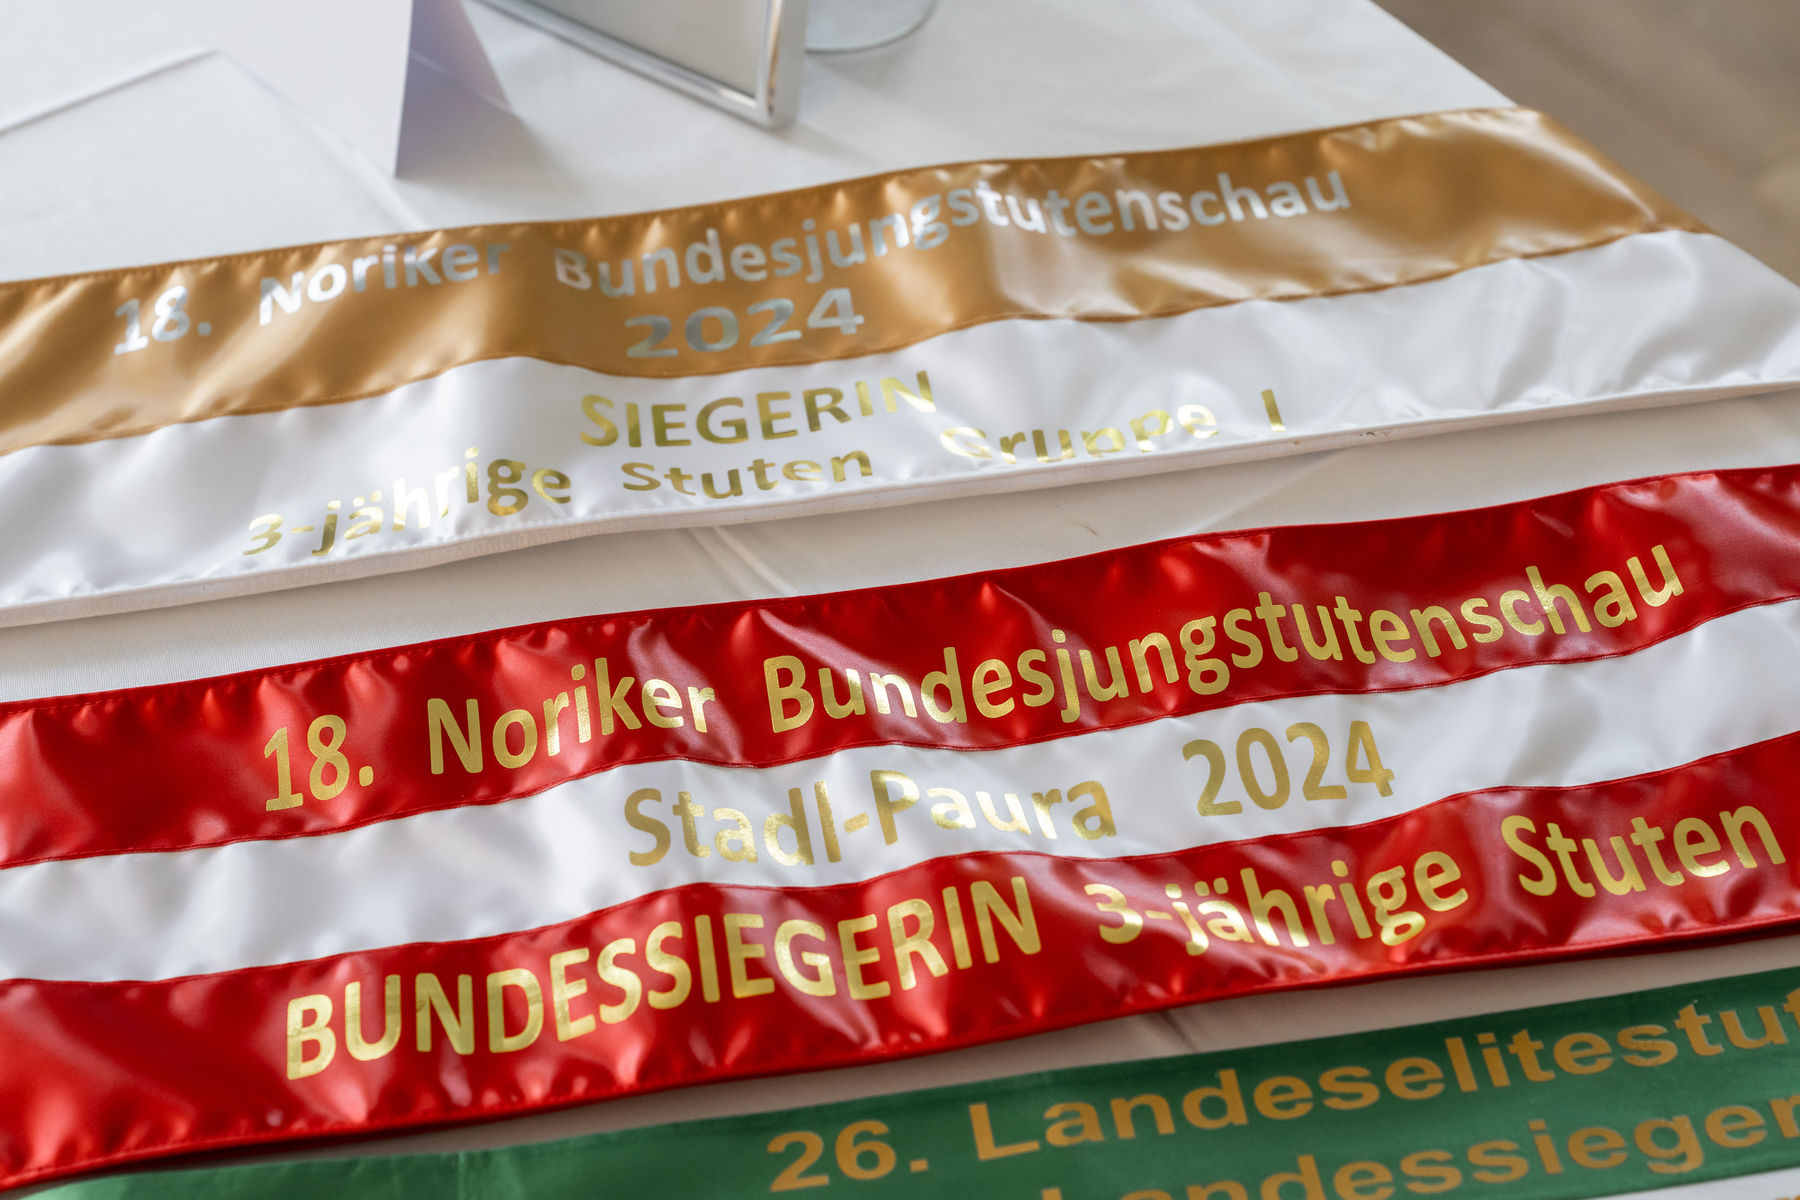 18. Noriker Bundesjungstutenschau
2024
SIEGERIN
3-jährige Stuten Gruppe I
18. Noriker Bundesjungstutenschau
Stadl-Paura 2024
BUNDESSIEGERIN 3-jährige Stuten
26. Landeselitestut
ndessieger